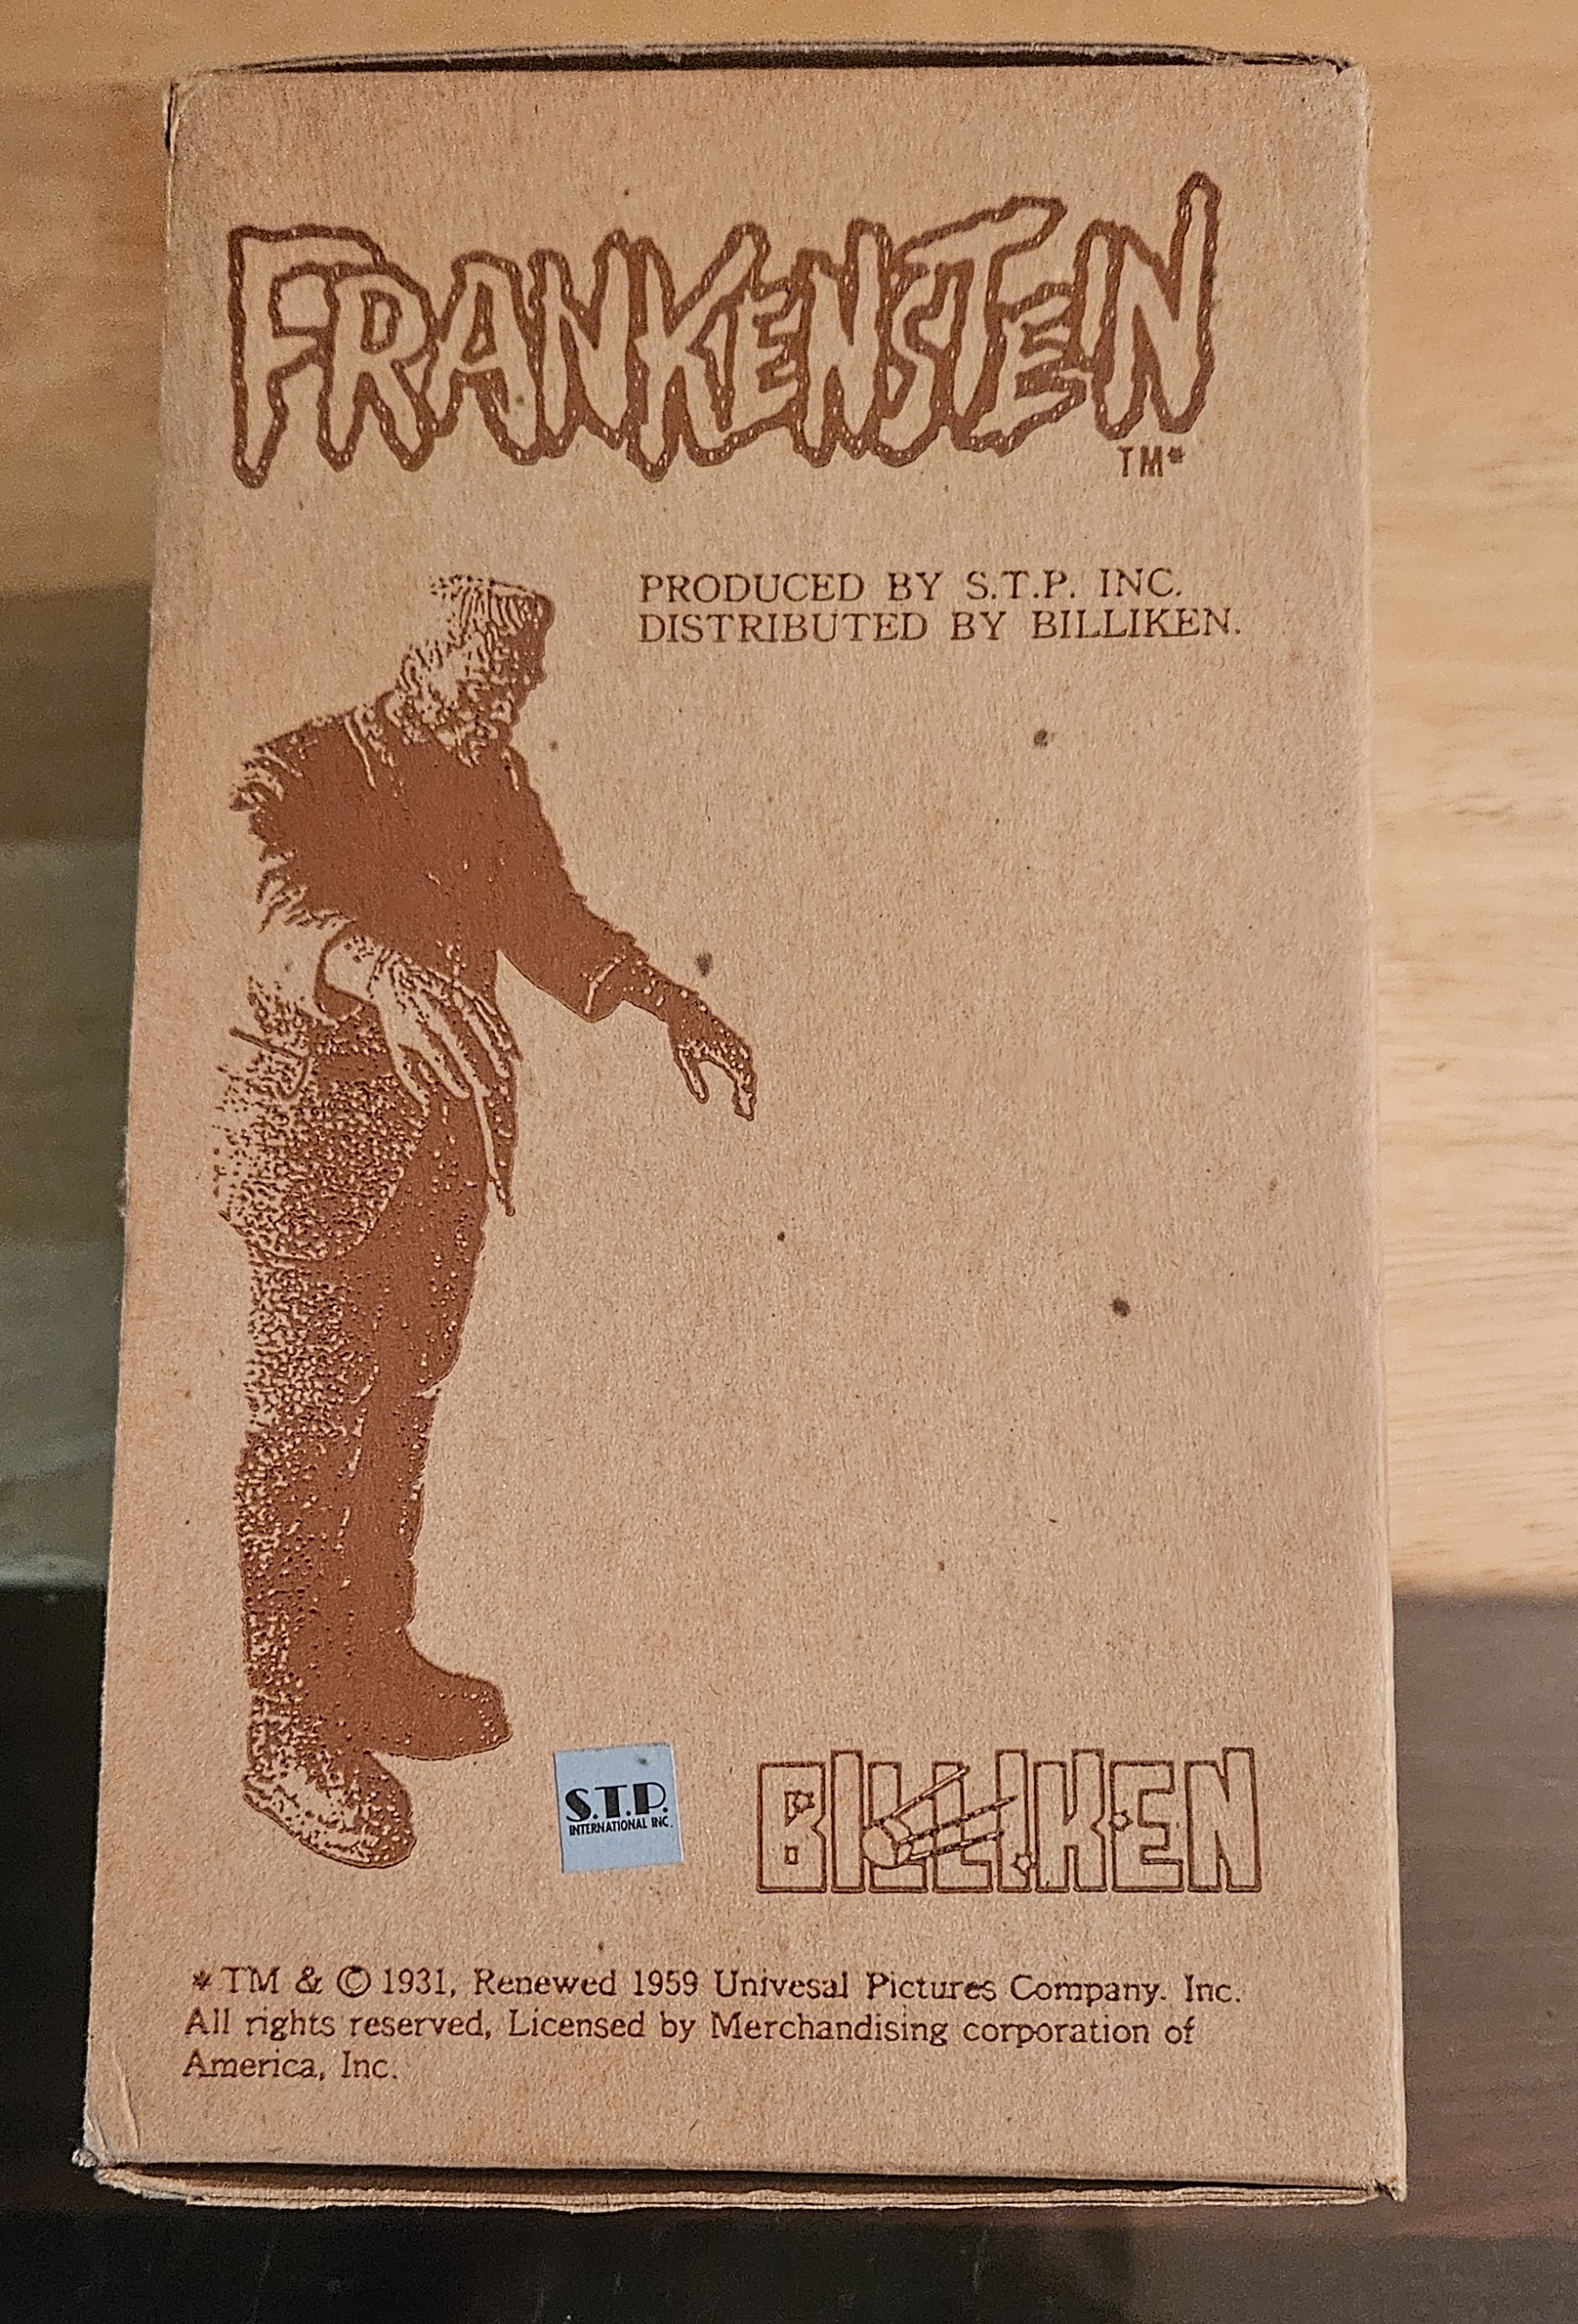 FRANKENSTEIN
TM*
PRODUCED BY S.T.P. INC.
DISTRIBUTED BY BILLIKEN.
S.T.P.
INTERNATIONAL INC.
BILLIKEN
* TM & © 1931, Renewed 1959 Univesal Pictures Company. Inc.
All rights reserved, Licensed by Merchandising corporation of
America, Inc.